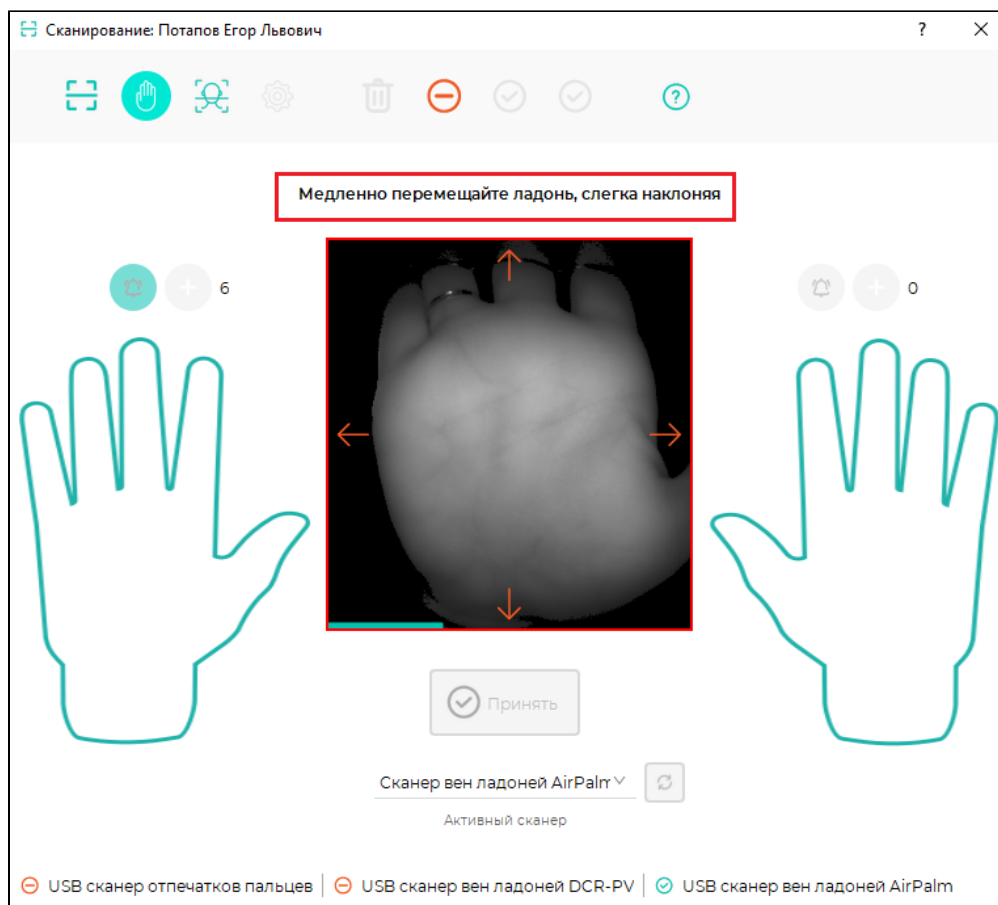 Сканирование: Потапов Егор Львович
?
Медленно перемещайте ладонь, слегка наклоняя
6
0
Принять
Сканер вен ладоней AirPalm
Активный сканер
USB сканер отпечатков пальцев | USB сканер вен ладоней DCR-PV | USB сканер вен ладоней AirPalm